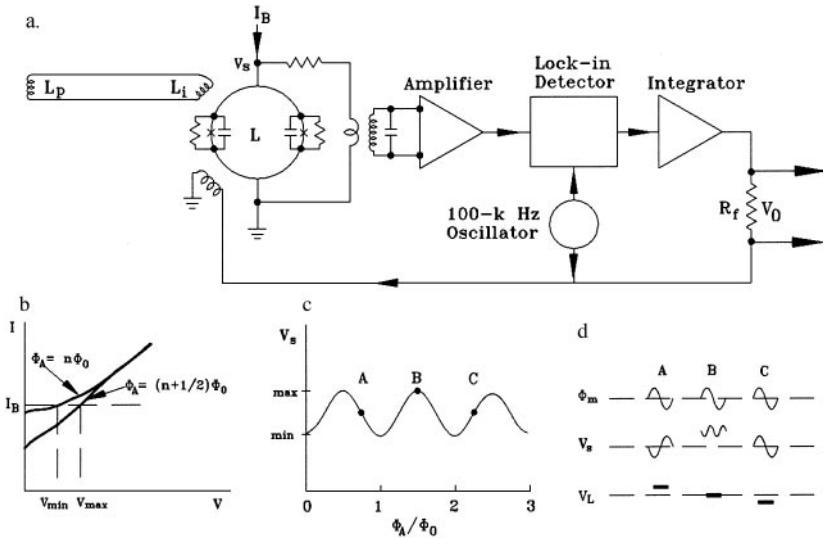 a.
I_B
V_s
L_p
L_i
L
Amplifier
Lock-in
Detector
Integrator
100-k Hz
Oscillator
R_f
V_0
b
I
Φ_A= nΦ_0
Φ_A= (n+1/2)Φ_0
I_B
V_min
V_max
V
c
V_s
A B C
max
min
0 1 2 3
Φ_A/Φ_0
d
A B C
Φ_m
V_s
V_L